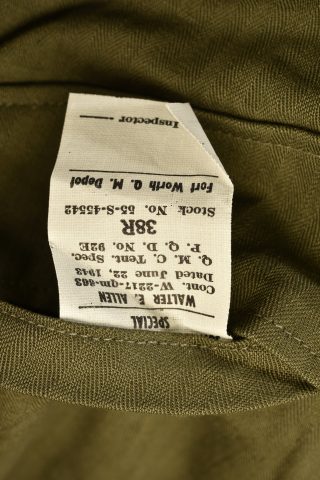 SPECIAL
WALTER E. ALLEN
Cont. W-2217-qm-863
Dated June 22, 1943
Q. M. C. Tent. Spec.
P. Q. D. No. 92E
38R
Stock No. 55-S-45542
Fort Worth Q. M. Depot
Inspector